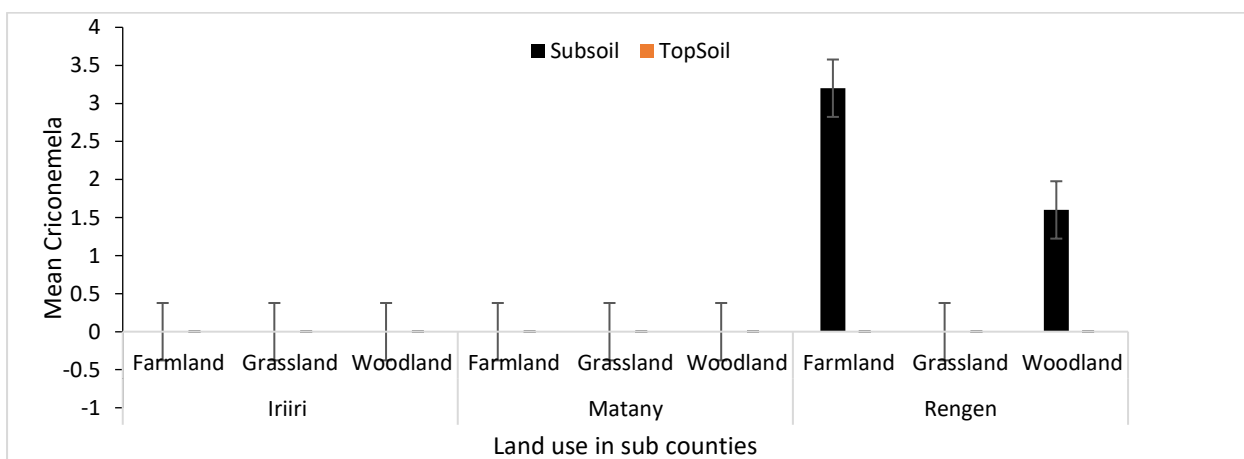 4
3.5
3
2.5
2
1.5
1
0.5
0
-0.5
-1
Mean Criconemela
Subsoil TopSoil
Farmland Grassland Woodland Farmland Grassland Woodland Farmland Grassland Woodland
Iriiri Matany Rengen
Land use in sub counties